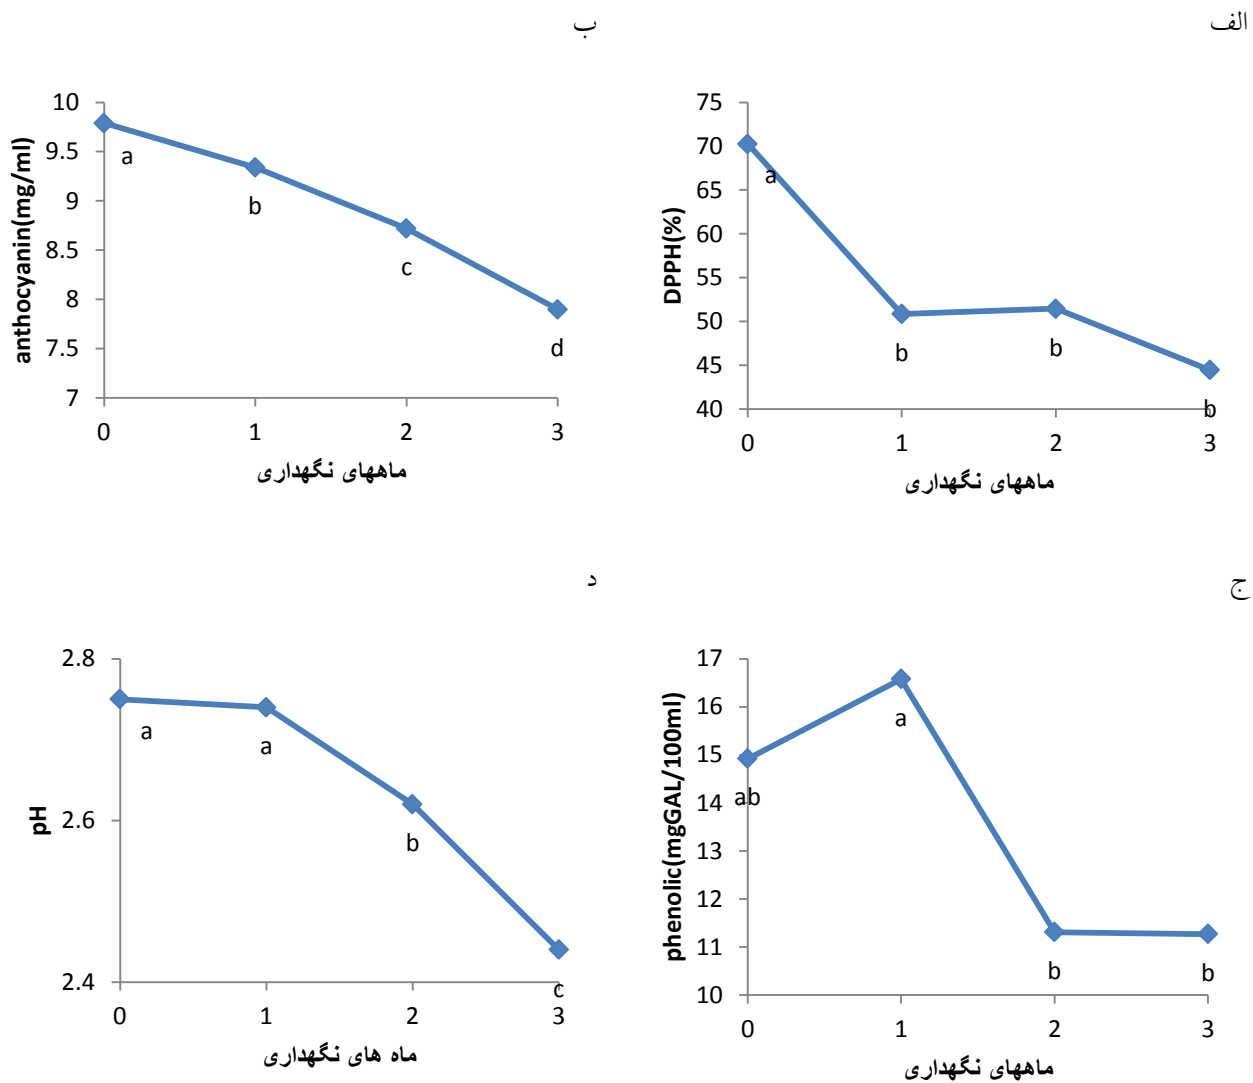 الف
75
70
65
60
55
50
45
40
DPPH(%)
a
b
b
b
0 1 2 3
ماههای نگهداری
ب
10
9.5
9
8.5
8
7.5
7
anthocyanin(mg/ml)
a
b
c
d
0 1 2 3
ماههای نگهداری
ج
17
16
15
14
13
12
11
10
phenolic(mgGAL/100ml)
ab
a
b
b
0 1 2 3
ماههای نگهداری
د
2.8
2.6
2.4
pH
a
a
b
c
0 1 2 3
ماه های نگهداری